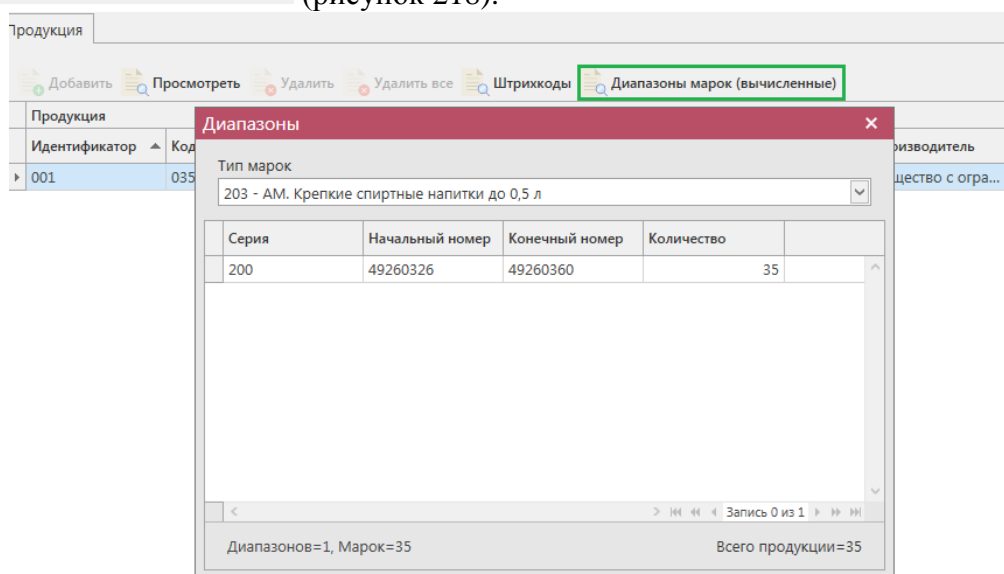 (рисунок 218).
Продукция
Добавить Просмотреть Удалить Удалить все Штрихкоды Диапазоны марок (вычисленные)
Продукция
Идентификатор Код
001 035
Диапазоны
Тип марок
203 - АМ. Крепкие спиртные напитки до 0,5 л
Серия Начальный номер Конечный номер Количество
200 49260326 49260360 35
Запись 0 из 1
Диапазонов=1, Марок=35 Всего продукции=35
оизводитель
щество с огра...